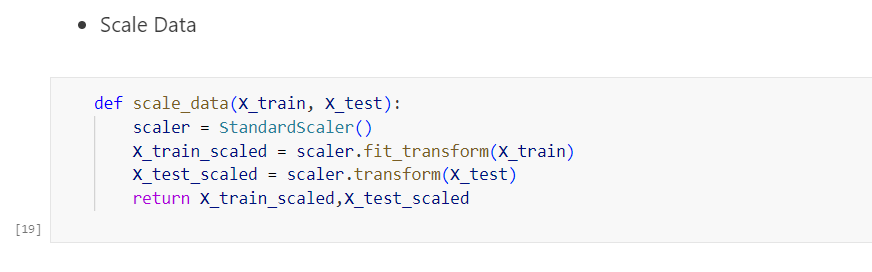 • Scale Data
def scale_data(X_train, X_test):
    scaler = StandardScaler()
    X_train_scaled = scaler.fit_transform(X_train)
    X_test_scaled = scaler.transform(X_test)
    return X_train_scaled,X_test_scaled
[19]